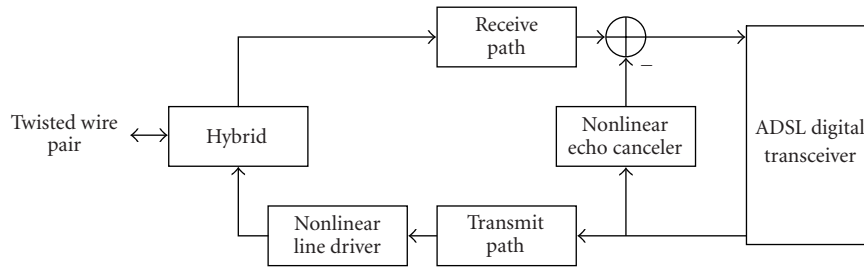 Receive
path
−
Twisted wire
pair
Hybrid
Nonlinear
echo canceler
ADSL digital
transceiver
Nonlinear
line driver
Transmit
path